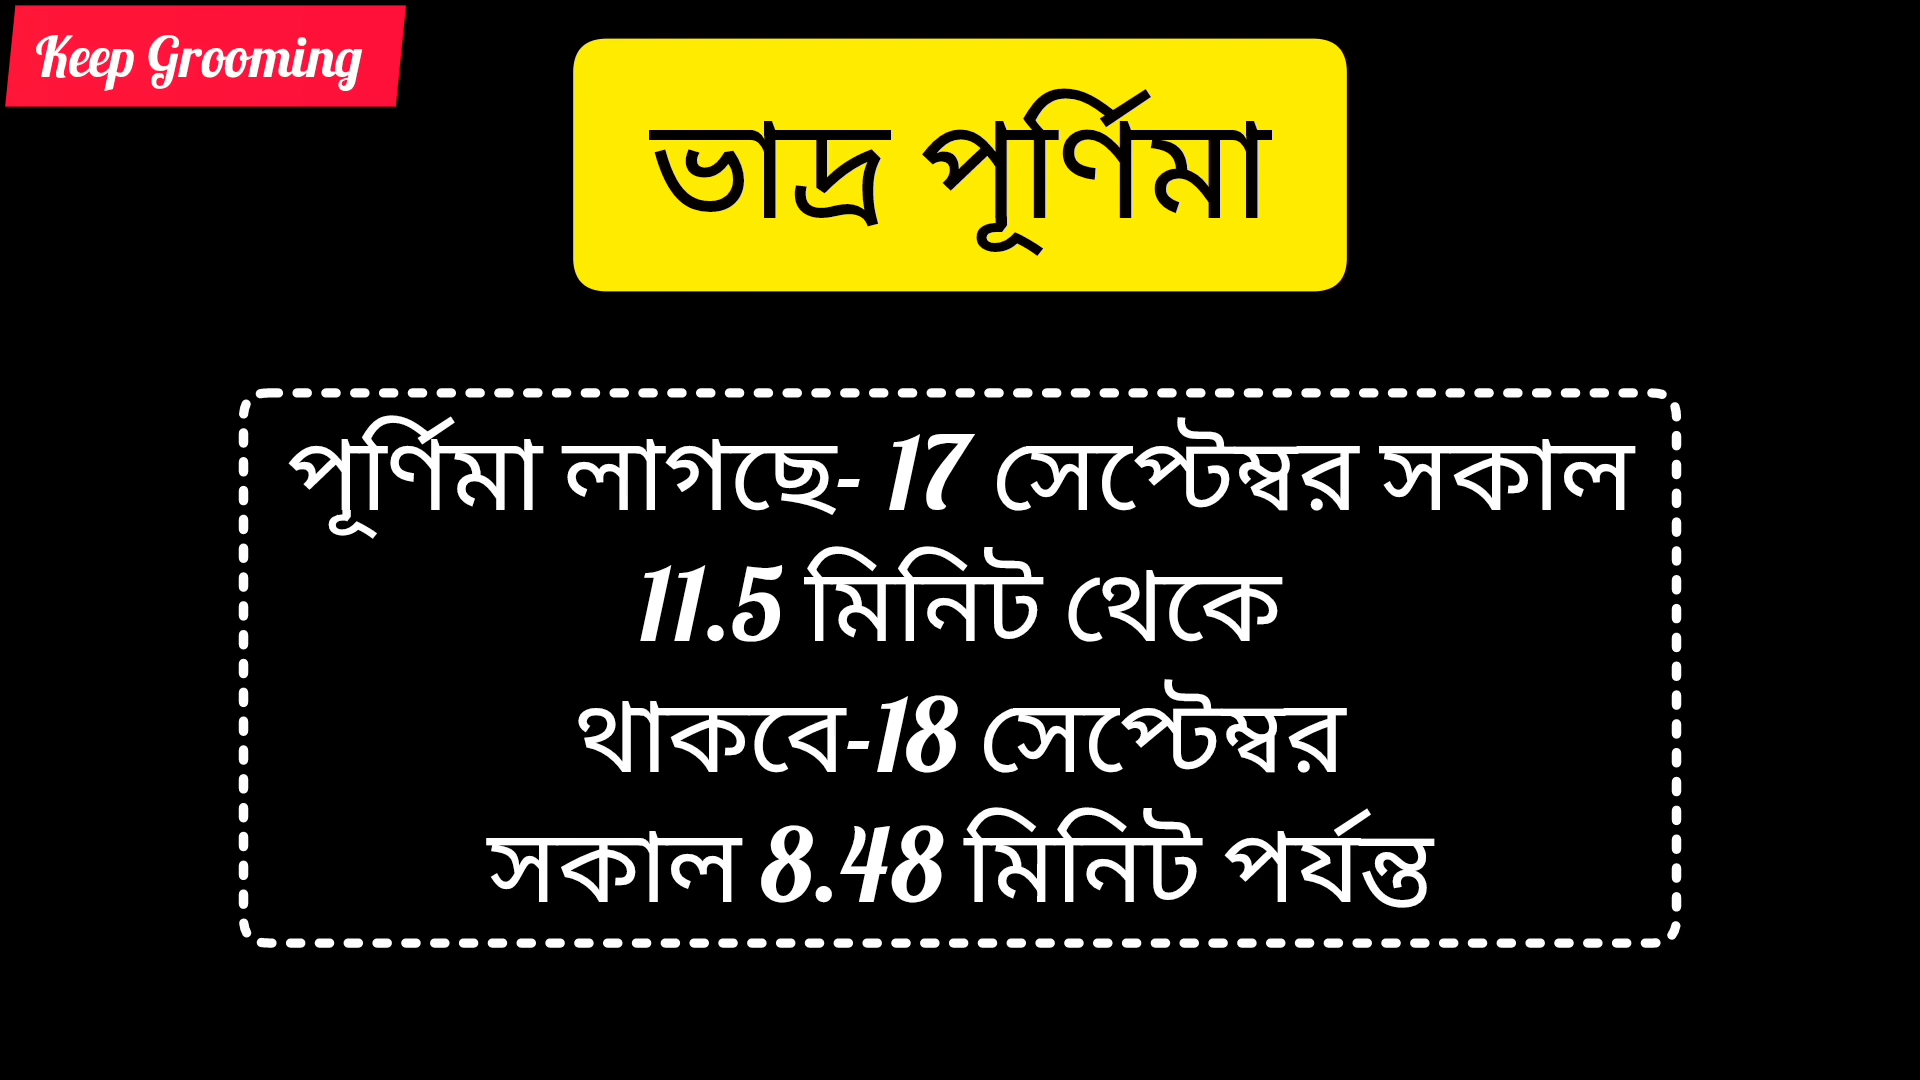 Keep Grooming
ভাদ্র পূর্ণিমা
পূর্ণিমা লাগছে- 17 সেপ্টেম্বর সকাল
11.5 মিনিট থেকে
থাকবে-18 সেপ্টেম্বর
সকাল 8.48 মিনিট পর্যন্ত